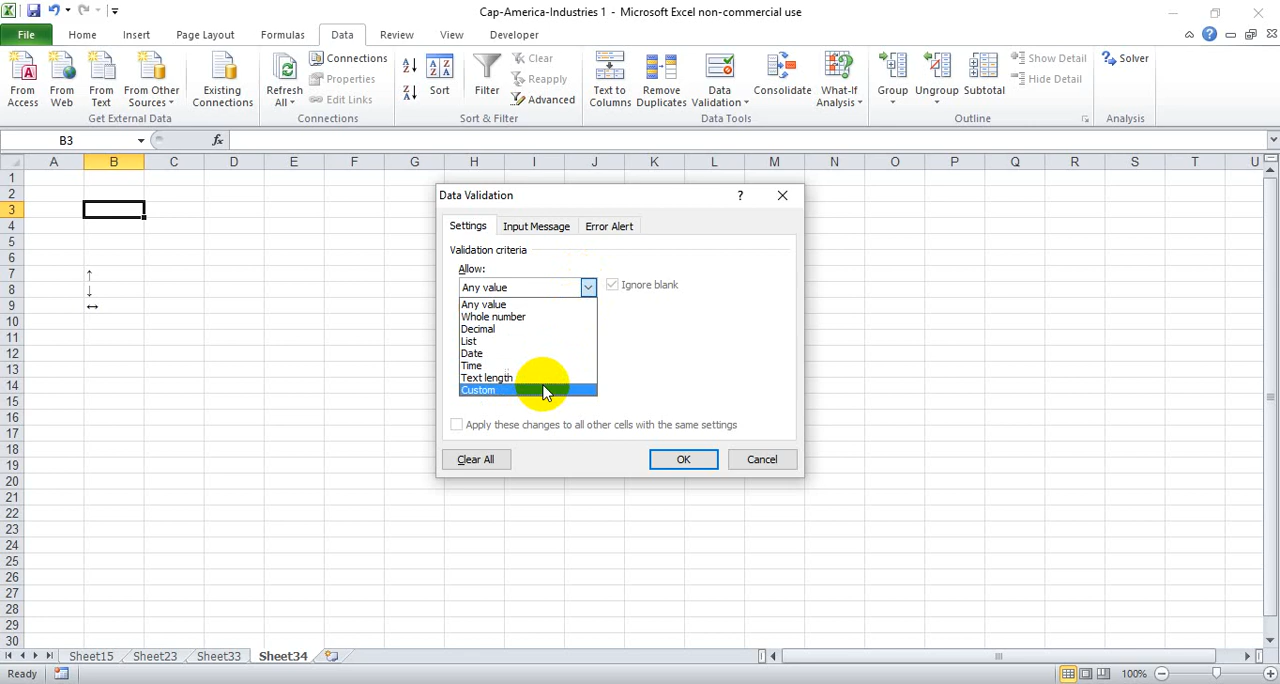 Cap-America-Industries 1 - Microsoft Excel non-commercial use
File Home Insert Page Layout Formulas Data Review View Developer
From Access
From Web
From Text
From Other Sources
Existing Connections
Refresh All
Connections
Properties
Edit Links
Sort
Filter
Clear
Reapply
Advanced
Text to Columns
Remove Duplicates
Data Validation
Consolidate
What-If Analysis
Group
Ungroup
Subtotal
Show Detail
Hide Detail
Solver
Get External Data
Connections
Sort & Filter
Data Tools
Outline
Analysis
B3 fx
A B C D E F G H I J K L M N O P Q R S T U
1
2
3
4
5
6
7 ↑
8 ↓
9 ↔
10
11
12
13
14
15
16
17
18
19
20
21
22
23
24
25
26
27
28
29
30
Data Validation ?
Settings Input Message Error Alert
Validation criteria
Allow:
Any value Ignore blank
Any value
Whole number
Decimal
List
Date
Time
Text length
Custom
Apply these changes to all other cells with the same settings
Clear All OK Cancel
Sheet15 Sheet23 Sheet33 Sheet34
Ready 100%